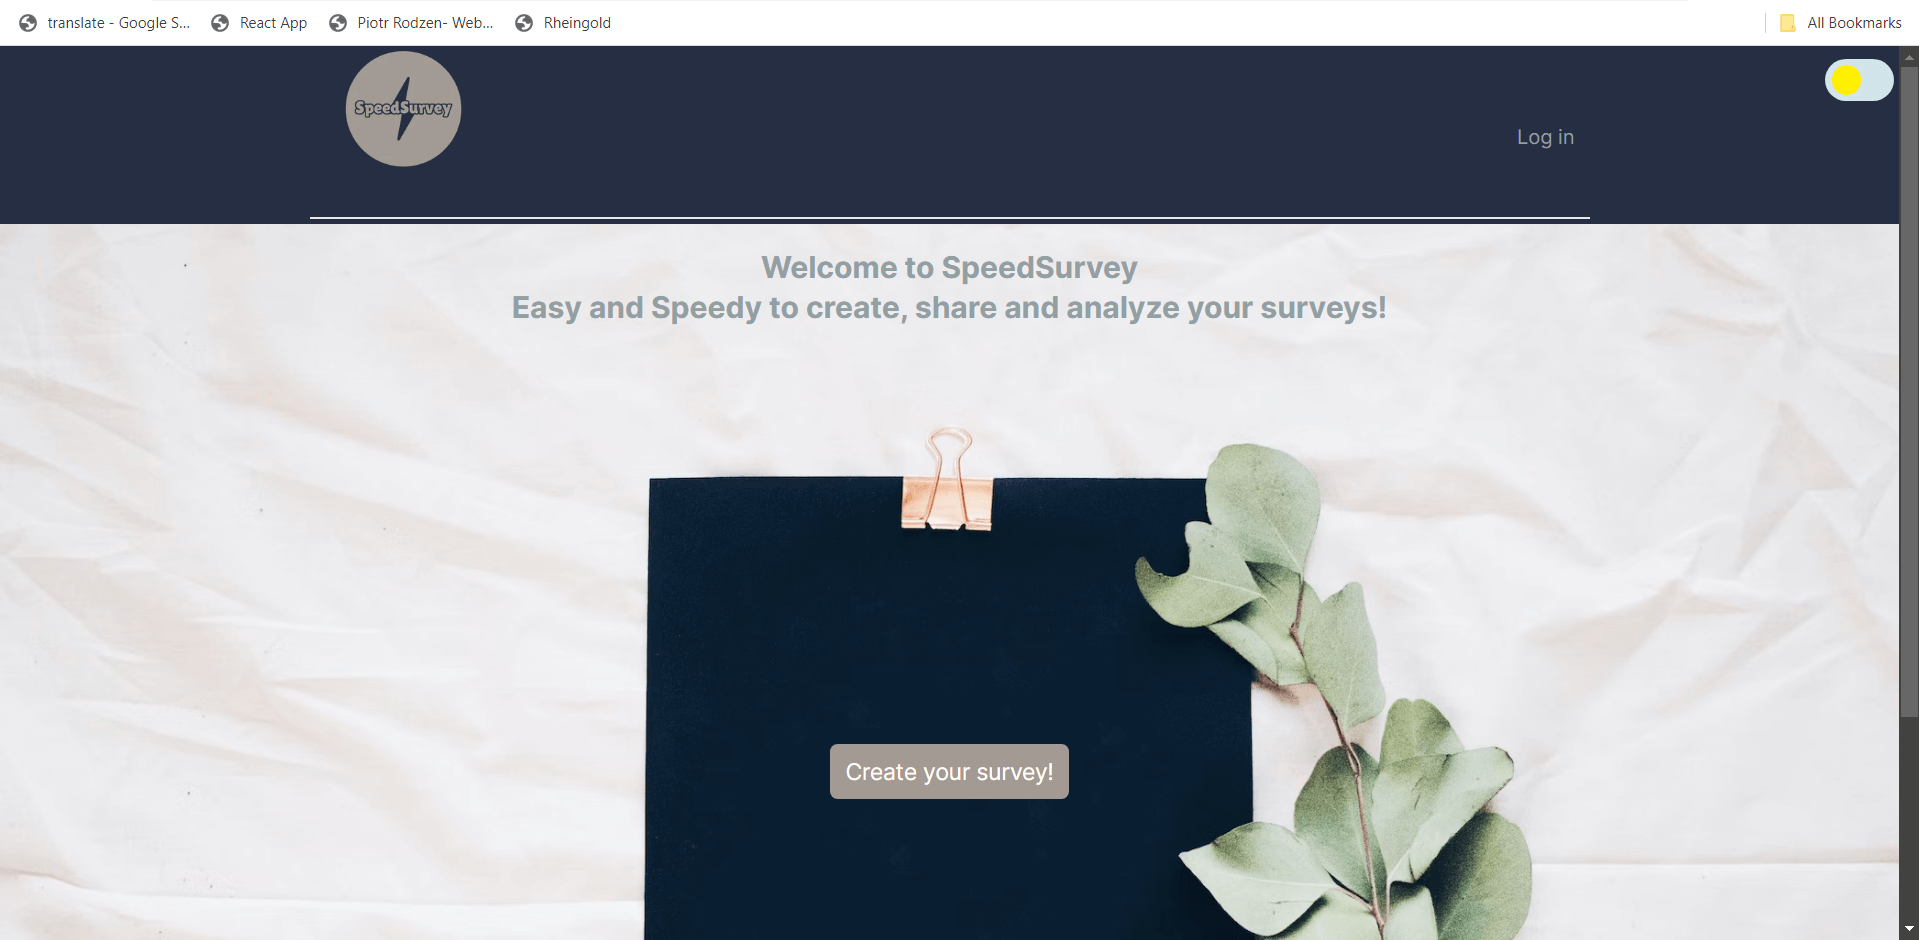 translate - Google S...
React App
Piotr Rodzen- Web...
Rheingold
All Bookmarks
SpeedSurvey
Log in
Welcome to SpeedSurvey
Easy and Speedy to create, share and analyze your surveys!
Create your survey!